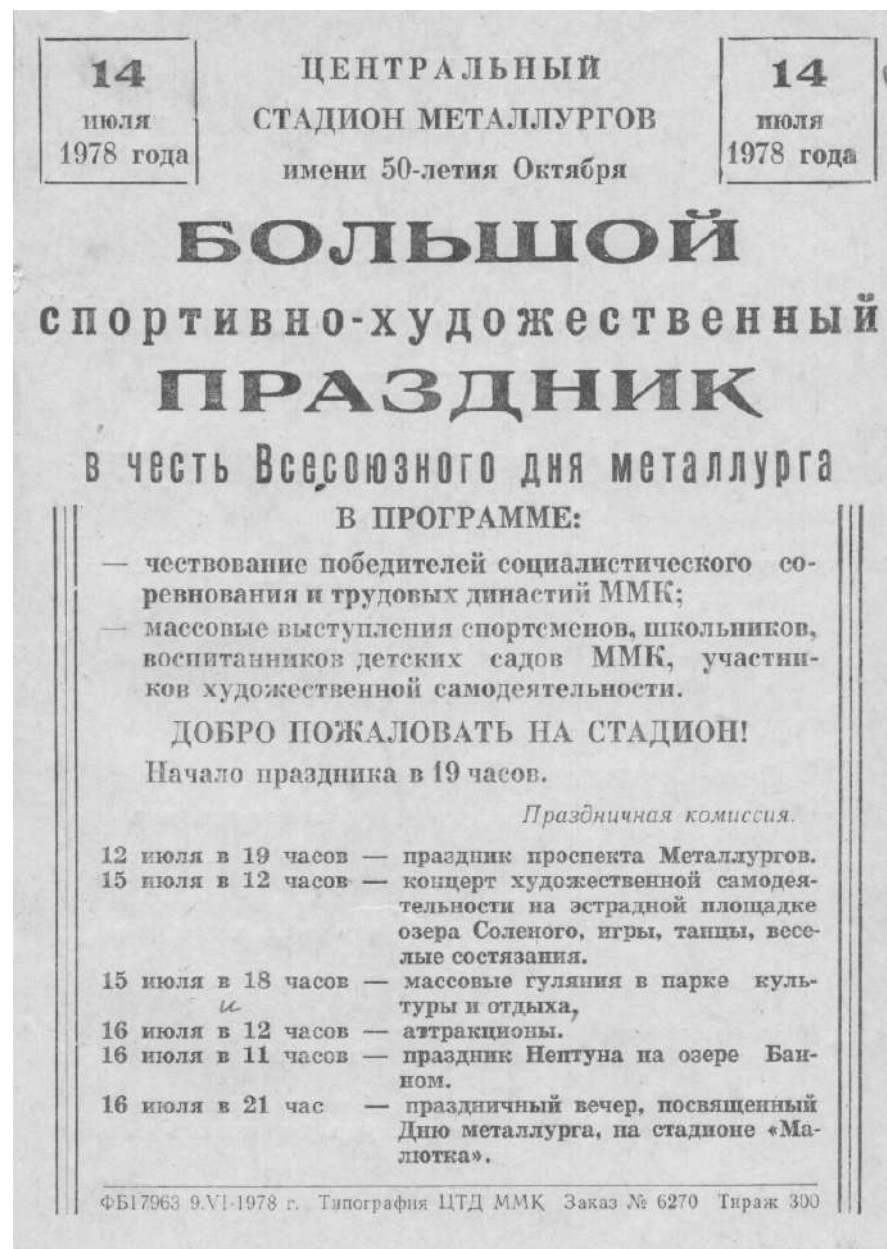 14
июля
1978 года
ЦЕНТРАЛЬНЫЙ
СТАДИОН МЕТАЛЛУРГОВ
имени 50-летия Октября
14
июля
1978 года
БОЛЬШОЙ
спортивно-художественный
ПРАЗДНИК
в честь Всесоюзного дня металлурга
В ПРОГРАММЕ:
— чествование победителей социалистического со-
ревнования и трудовых династий ММК;
— массовые выступления спортсменов, школьников,
воспитанников детских садов ММК, участни-
ков художественной самодеятельности.
ДОБРО ПОЖАЛОВАТЬ НА СТАДИОН!
Начало праздника в 19 часов.
Праздничная комиссия.
12 июля в 19 часов — праздник проспекта Металлургов.
15 июля в 12 часов — концерт художественной самодея-
тельности на эстрадной площадке
озера Соленого, игры, танцы, весе-
лые состязания.
15 июля в 18 часов — массовые гуляния в парке куль-
и туры и отдыха,
16 июля в 12 часов — аттракционы.
16 июля в 11 часов — праздник Нептуна на озере Бан-
ном.
16 июля в 21 час — праздничный вечер, посвященный
Дню металлурга, на стадионе «Ма-
лютка».
ФБ17963 9.VI-1978 г. Типография ЦТД ММК Заказ № 6270 Тираж 300